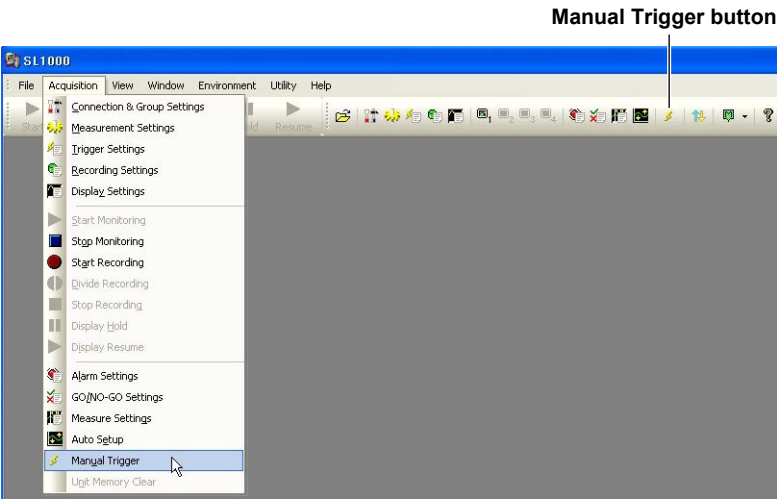 Manual Trigger button
SL1000
File Acquisition View Window Environment Utility Help
Start Resume
Connection & Group Settings
Measurement Settings
Trigger Settings
Recording Settings
Display Settings
Start Monitoring
Stop Monitoring
Start Recording
Divide Recording
Stop Recording
Display Hold
Display Resume
Alarm Settings
GO/NO-GO Settings
Measure Settings
Auto Setup
Manual Trigger
Unit Memory Clear